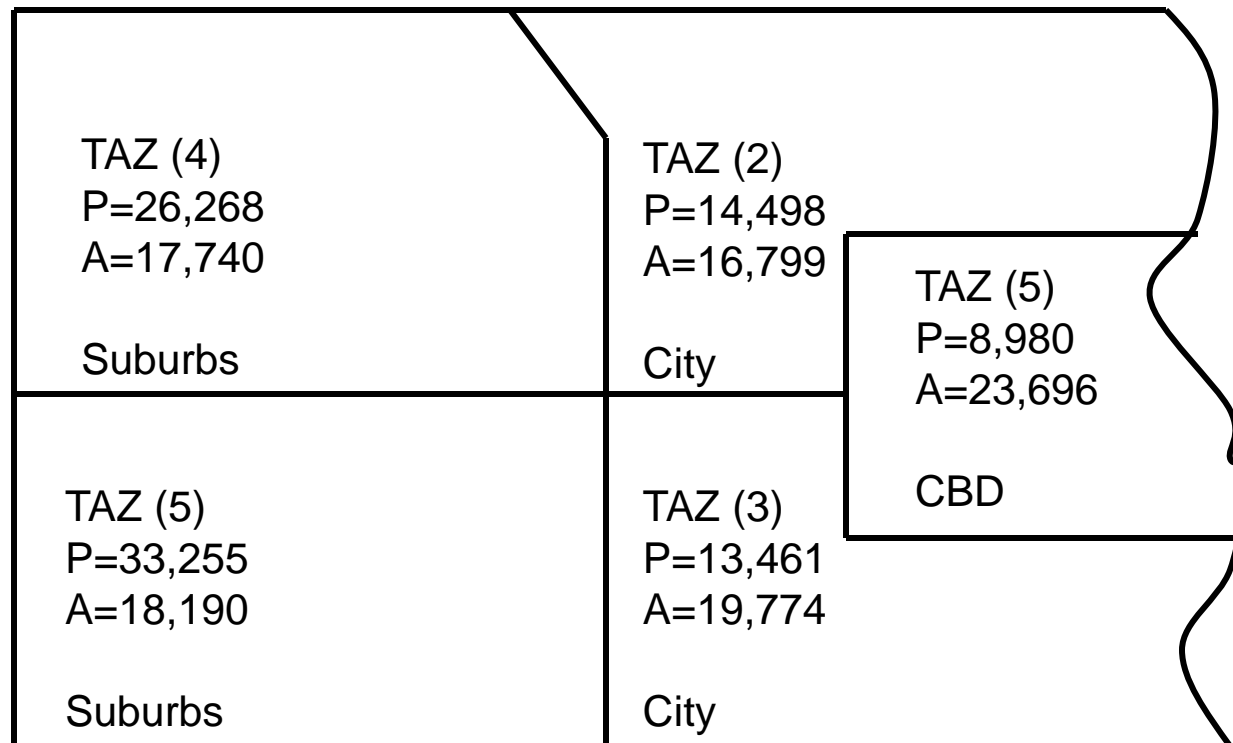 TAZ (4)
P=26,268
A=17,740
Suburbs
TAZ (2)
P=14,498
A=16,799
City
TAZ (5)
P=8,980
A=23,696
CBD
TAZ (5)
P=33,255
A=18,190
Suburbs
TAZ (3)
P=13,461
A=19,774
City